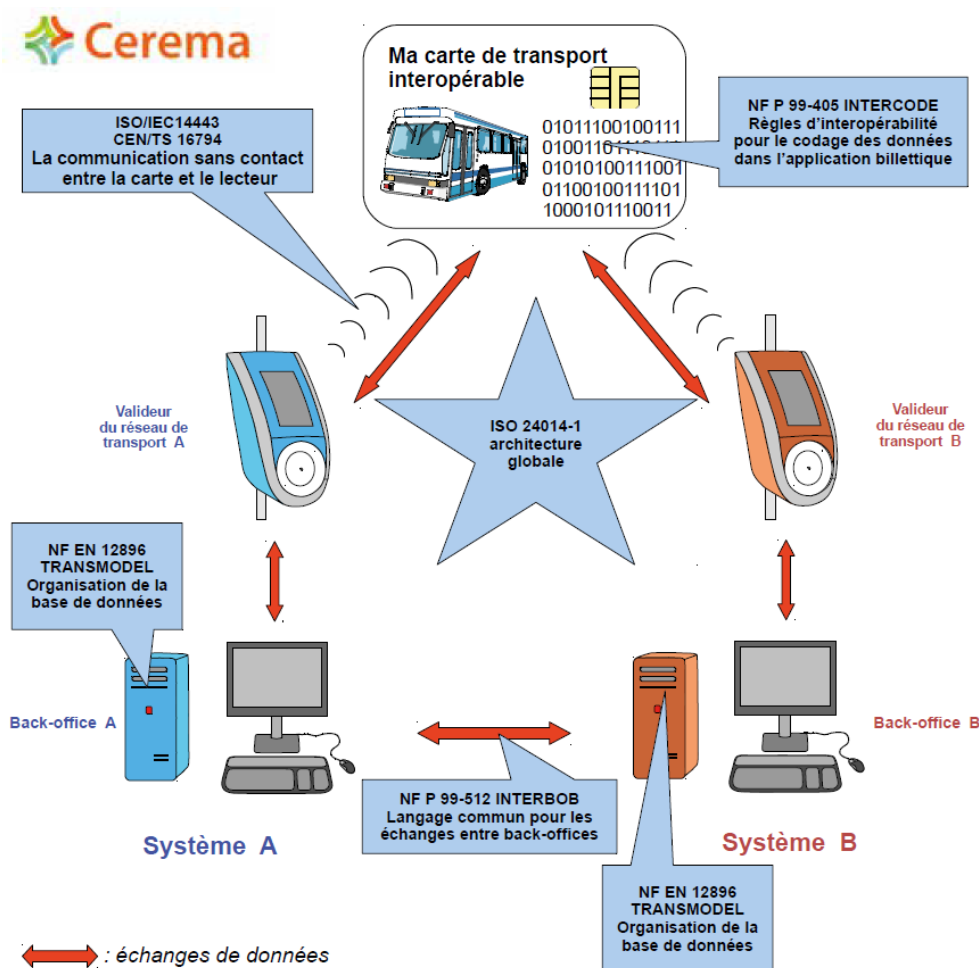 Cerema
Ma carte de transport
interopérable
01011100100111
01010100111001
01100100111101
1000101110011
ISO/IEC14443
CEN/TS 16794
La communication sans contact
entre la carte et le lecteur
NF P 99-405 INTERCODE
Règles d'interopérabilité
pour le codage des données
dans l'application billettique
Valideur
du réseau de
transport A
ISO 24014-1
architecture
globale
Valideur
du réseau de
transport B
NF EN 12896
TRANSMODEL
Organisation de la
base de données
Back-office A
Back-office B
NF P 99-512 INTERBOB
Langage commun pour les
échanges entre back-offices
Système A
Système B
NF EN 12896
TRANSMODEL
Organisation de la
base de données
: échanges de données